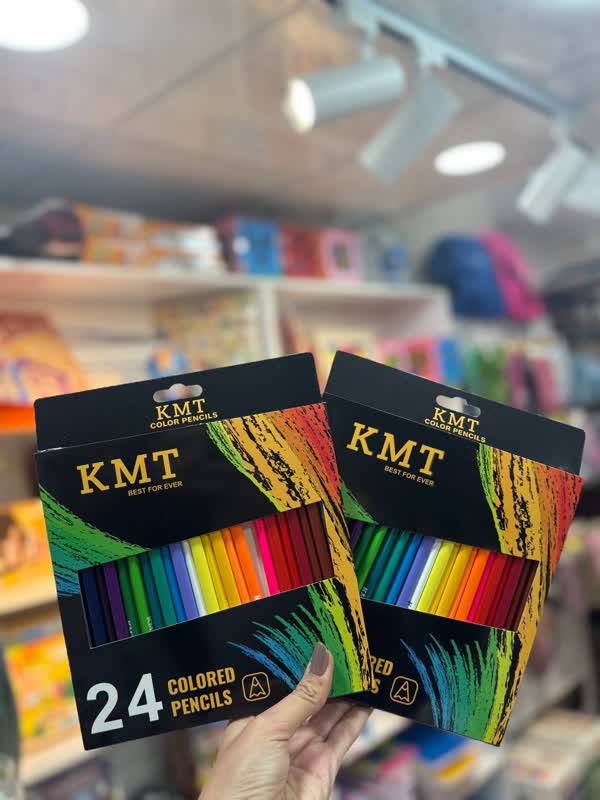 KMT
COLOR PENCILS
KMT
BEST FOR EVER
24
COLORED
PENCILS
KMT
COLOR PENCILS
KMT
BEST FOR EVER